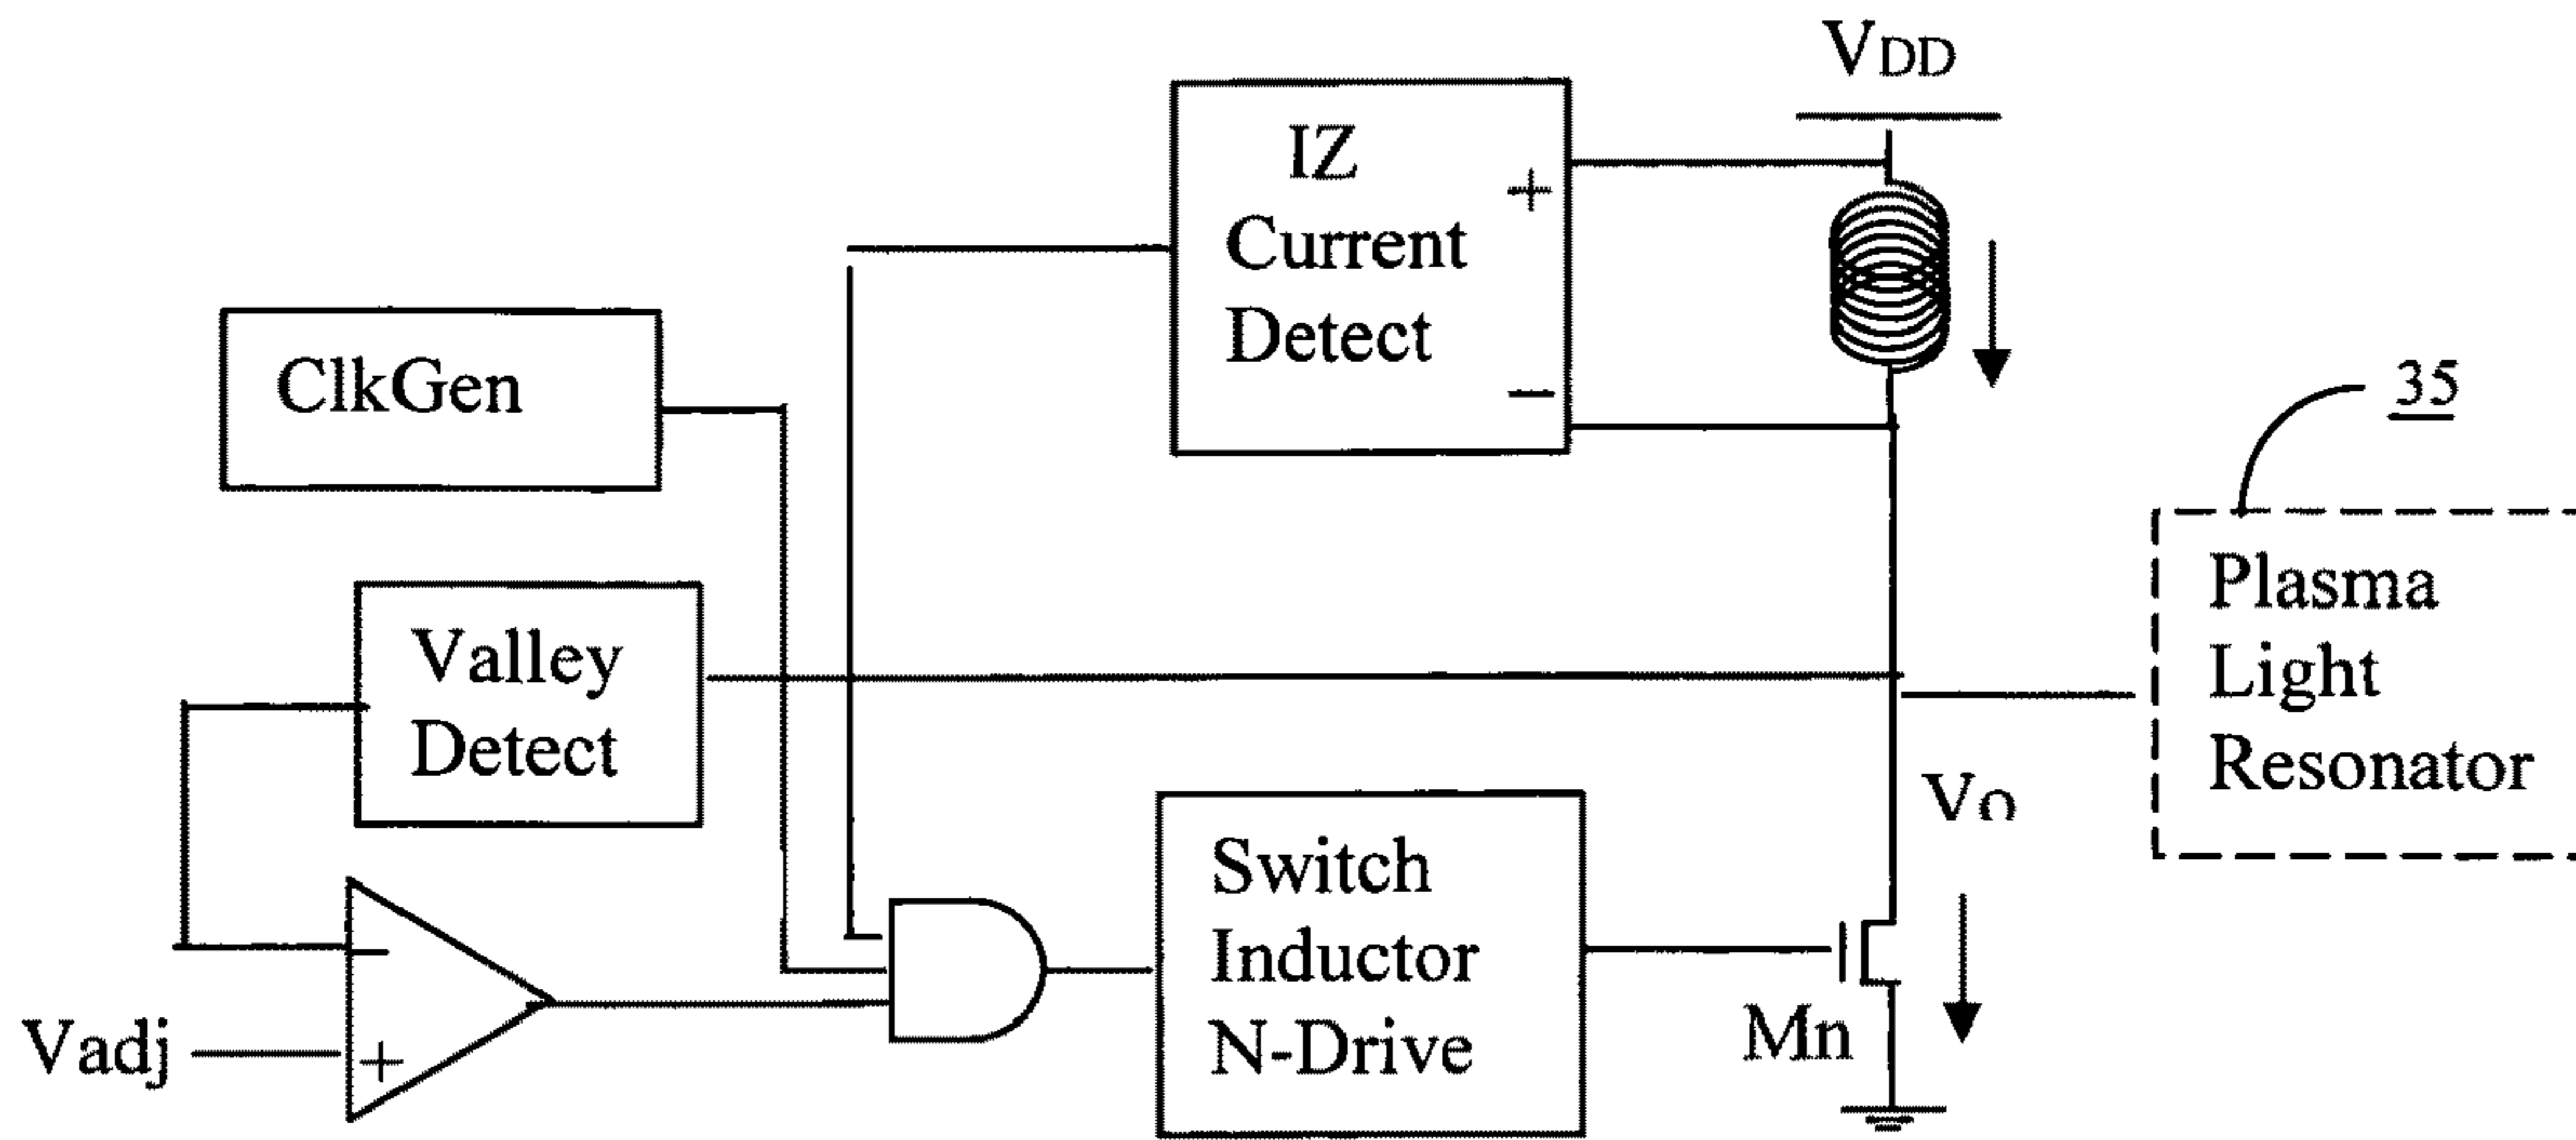 VDD
IZ
Current
Detect
+
−
ClkGen
35
Valley
Detect
Plasma
Light
Resonator
Vo
Switch
Inductor
N-Drive
Mn
−
Vadj
+